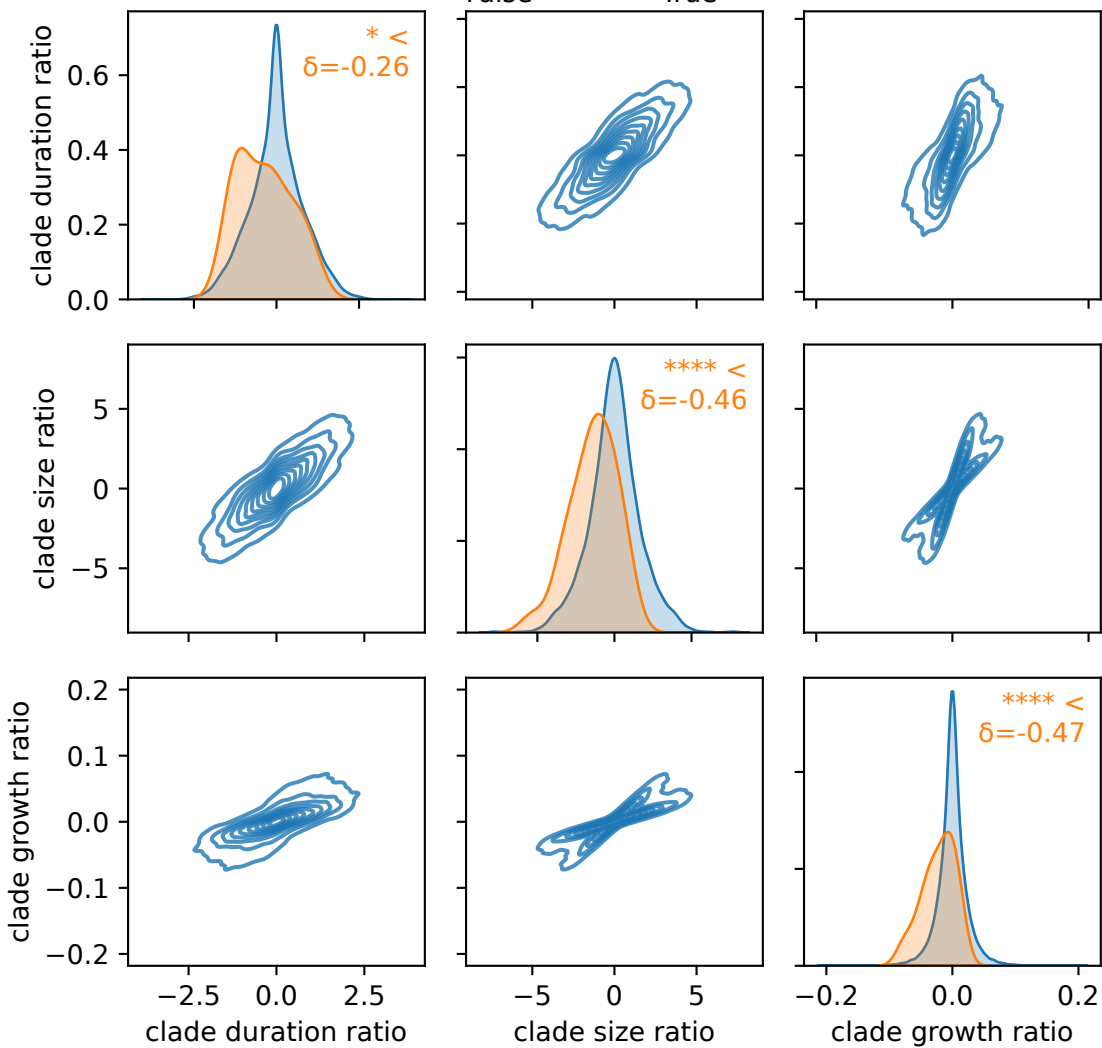 True
clade duration ratio
0.6
0.4
0.2
0.0
* <
δ=-0.26
clade size ratio
5
0
−5
**** <
δ=-0.46
clade growth ratio
0.2
0.1
0.0
−0.1
−0.2
**** <
δ=-0.47
−2.5 0.0 2.5
−5 0 5
−0.2 0.0 0.2
clade duration ratio
clade size ratio
clade growth ratio